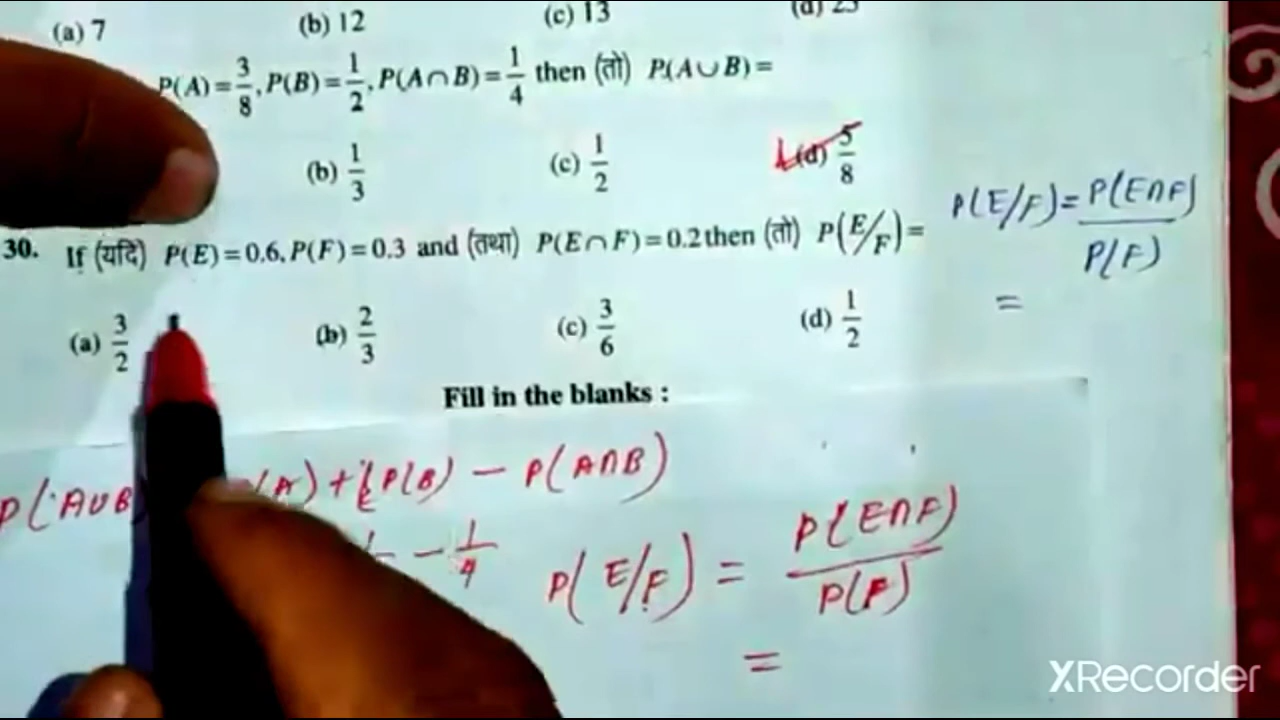 (a) 7 (b) 12 (c) 13 (d) 25
P(A) = 3/8, P(B) = 1/2, P(A∩B) = 1/4 then (तो) P(A∪B) =
(b) 1/3 (c) 1/2 (d) 5/8
30. If (यदि) P(E) = 0.6, P(F) = 0.3 and (तथा) P(E∩F) = 0.2 then (तो) P(E/F) =
P(E/F) = P(E∩F)/P(F)
=
(a) 3/2 (b) 2/3 (c) 3/6 (d) 1/2
Fill in the blanks :
P(A∪B (A) + P(B) − P(A∩B)
− 1/4
P(E/F) = P(E∩F)/P(F)
=
XRecorder